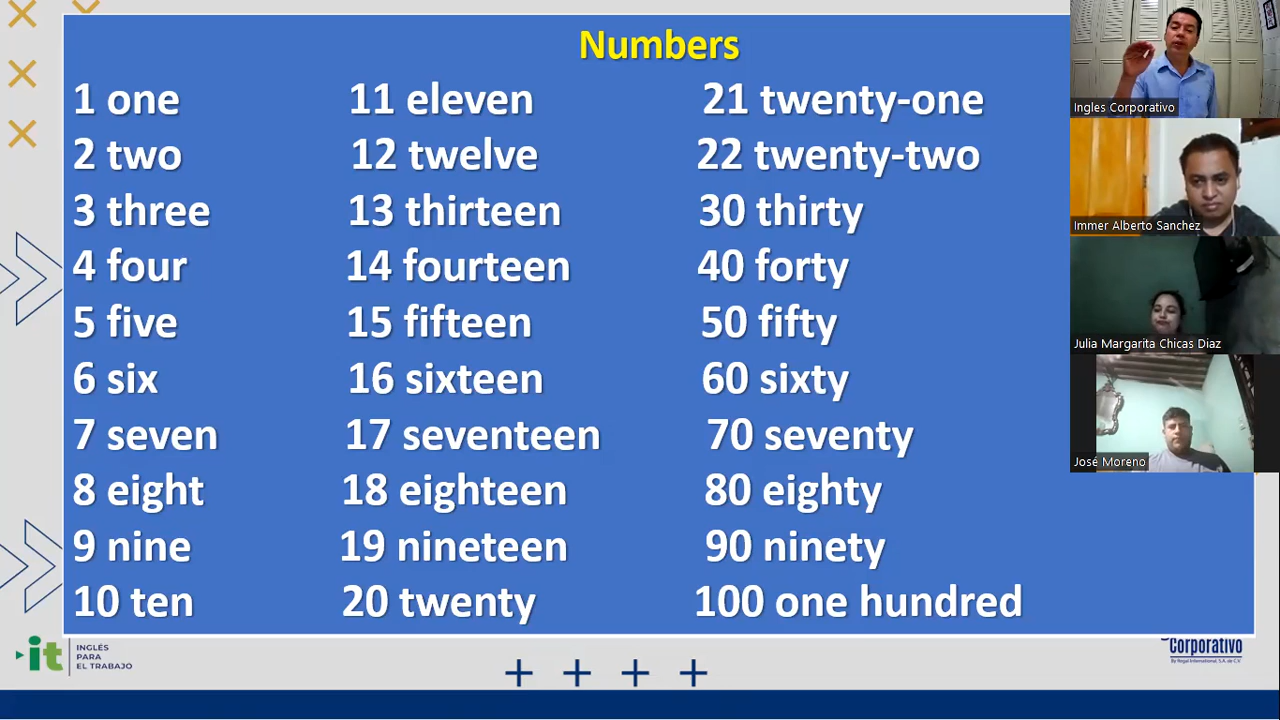 Numbers
1 one 11 eleven 21 twenty-one
2 two 12 twelve 22 twenty-two
3 three 13 thirteen 30 thirty
4 four 14 fourteen 40 forty
5 five 15 fifteen 50 fifty
6 six 16 sixteen 60 sixty
7 seven 17 seventeen 70 seventy
8 eight 18 eighteen 80 eighty
9 nine 19 nineteen 90 ninety
10 ten 20 twenty 100 one hundred
Ingles Corporativo
Immer Alberto Sanchez
Julia Margarita Chicas Diaz
José Moreno
it
INGLÉS
PARA
EL TRABAJO
Corporativo
By Regal International, S.A. de C.V.